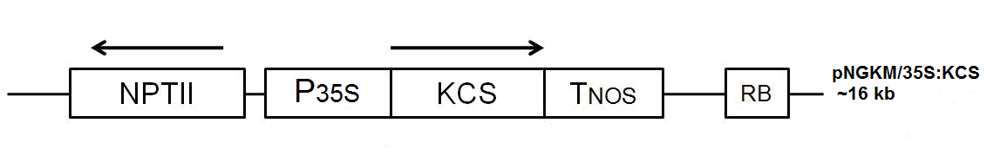 NPTII
P35S
KCS
TNOS
RB
pNGKM/35S:KCS
~16 kb